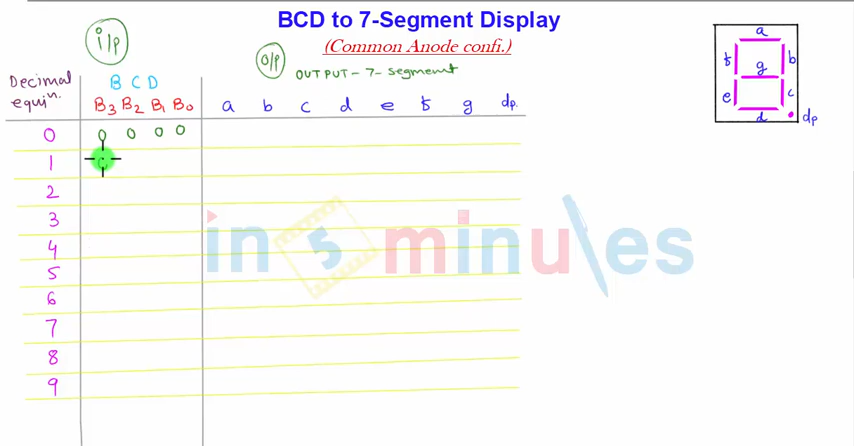 BCD to 7-Segment Display
(Common Anode confi.)
i/p
o/p
OUTPUT - 7 - segment
Decimal equiⁿ.
B C D
B3 B2 B1 B0
a b c d e f g dp
0 0 0 0 0
1
2
3
4
5
6
7
8
9
in 5 minutes
a
f b
g
e c
d dp